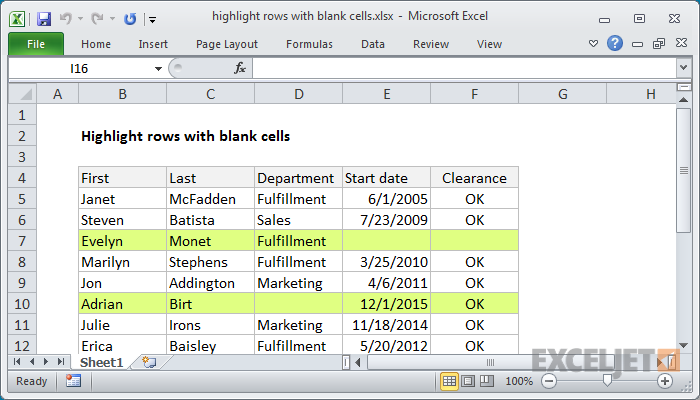 highlight rows with blank cells.xlsx - Microsoft Excel
File Home Insert Page Layout Formulas Data Review View
I16 fx
A B C D E F G H
1
2 Highlight rows with blank cells
3
4 First Last Department Start date Clearance
5 Janet McFadden Fulfillment 6/1/2005 OK
6 Steven Batista Sales 7/23/2009 OK
7 Evelyn Monet Fulfillment
8 Marilyn Stephens Fulfillment 3/25/2010 OK
9 Jon Addington Marketing 4/6/2011 OK
10 Adrian Birt 12/1/2015 OK
11 Julie Irons Marketing 11/18/2014 OK
12 Erica Baisley Fulfillment 5/20/2012 OK
Sheet1
EXCELJET
Ready 100%